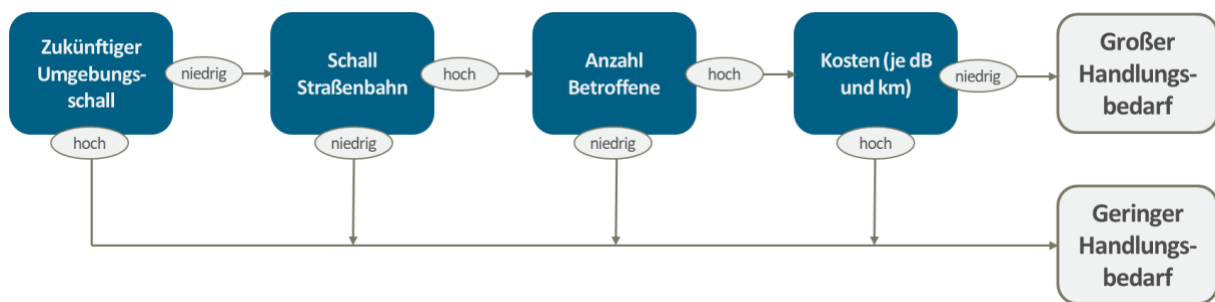 Zukünftiger
Umgebungs-
schall
niedrig
hoch
Schall
Straßenbahn
hoch
niedrig
Anzahl
Betroffene
hoch
niedrig
Kosten (je dB
und km)
niedrig
hoch
Großer
Handlungs-
bedarf
Geringer
Handlungs-
bedarf